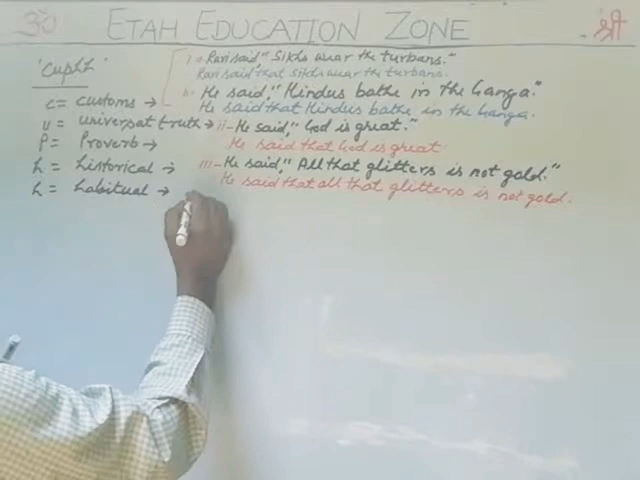 ॐ ETAH EDUCATION ZONE श्री
"CUPHH"
i → Ravi said, "Sikhs wear the turbans."
Ravi said that Sikhs wear the turbans.
He said, "Hindus bathe in the Ganga."
C = customs →
He said that Hindus bathe in the Ganga.
U = universat truth → ii - He said, "God is great."
P = Proverb →
He said that God is great
h = historical → iii - He said, "All that glitters is not gold."
He said that all that glitters is not gold.
h = habitual →